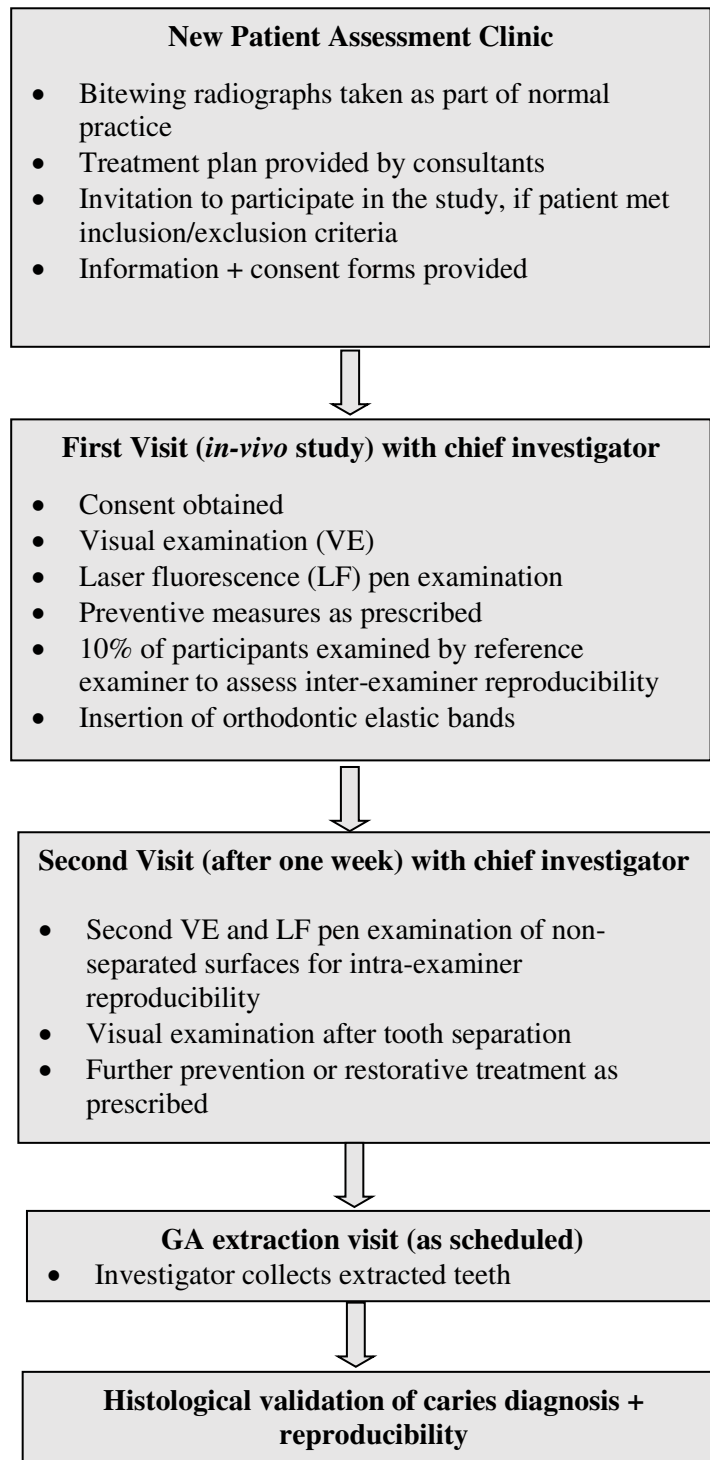 New Patient Assessment Clinic
• Bitewing radiographs taken as part of normal
practice
• Treatment plan provided by consultants
• Invitation to participate in the study, if patient met
inclusion/exclusion criteria
• Information + consent forms provided
First Visit (in-vivo study) with chief investigator
• Consent obtained
• Visual examination (VE)
• Laser fluorescence (LF) pen examination
• Preventive measures as prescribed
• 10% of participants examined by reference
examiner to assess inter-examiner reproducibility
• Insertion of orthodontic elastic bands
Second Visit (after one week) with chief investigator
• Second VE and LF pen examination of non-
separated surfaces for intra-examiner
reproducibility
• Visual examination after tooth separation
• Further prevention or restorative treatment as
prescribed
GA extraction visit (as scheduled)
• Investigator collects extracted teeth
Histological validation of caries diagnosis +
reproducibility